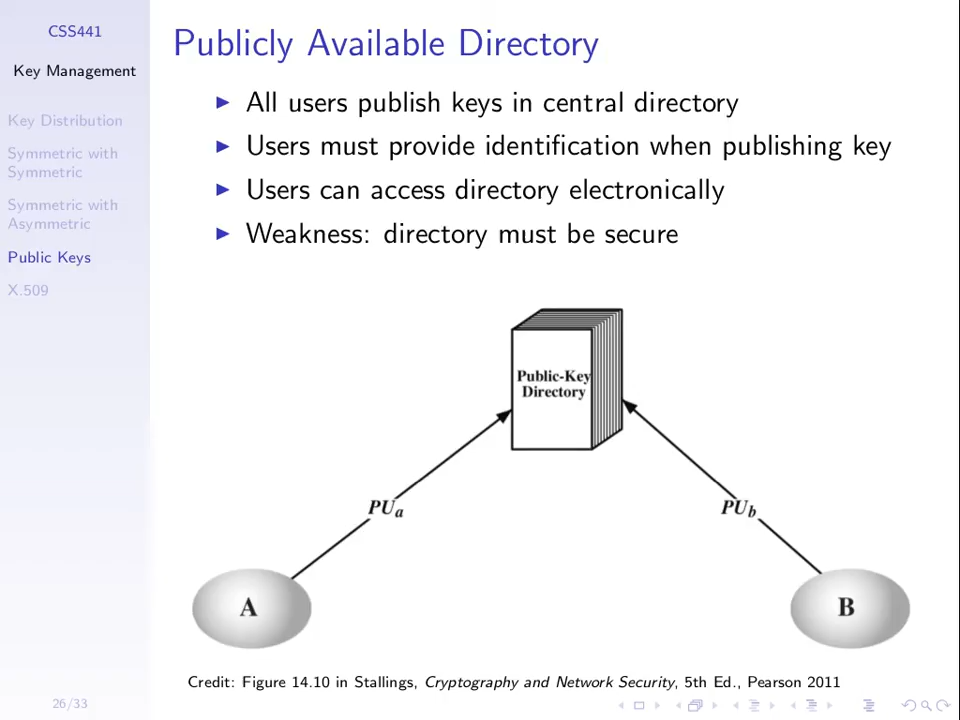 CSS441
Key Management
Key Distribution
Symmetric with
Symmetric
Symmetric with
Asymmetric
Public Keys
X.509
26/33
Publicly Available Directory
All users publish keys in central directory
Users must provide identification when publishing key
Users can access directory electronically
Weakness: directory must be secure
Public-Key
Directory
PUa
PUb
A
B
Credit: Figure 14.10 in Stallings, Cryptography and Network Security, 5th Ed., Pearson 2011